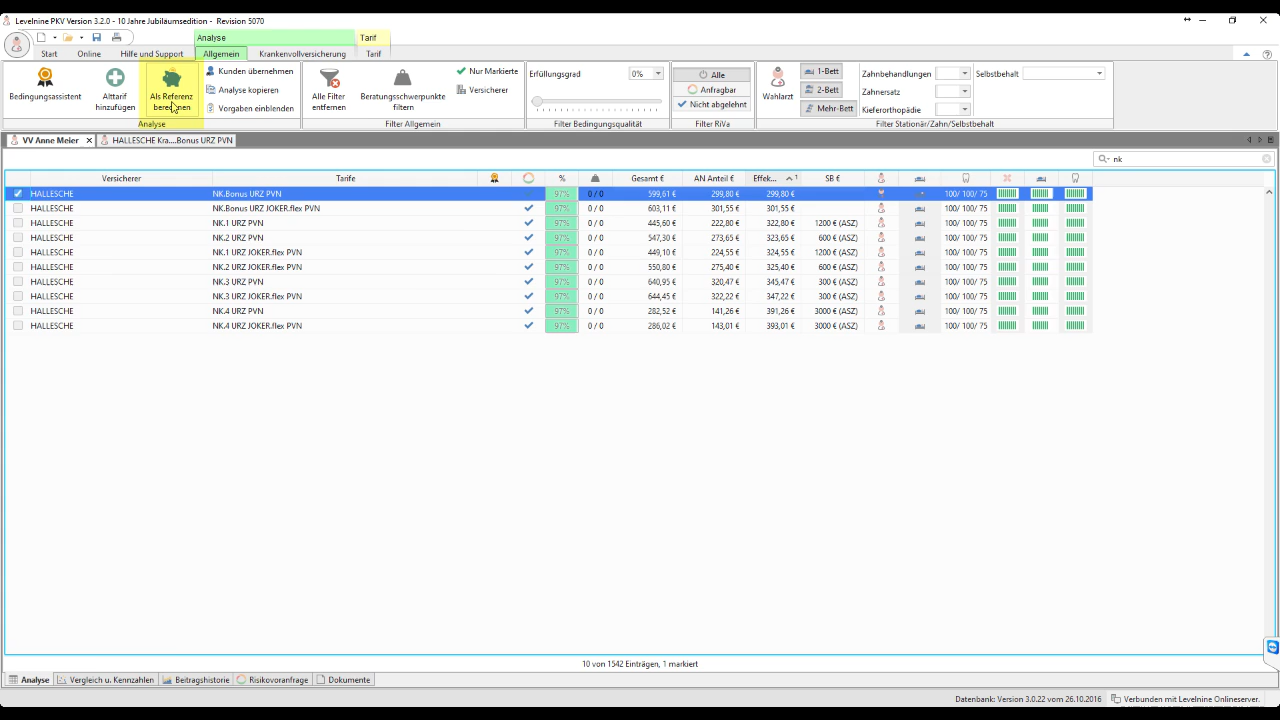 Levelnine PKV Version 3.2.0 - 10 Jahre Jubiläumsedition - Revision 5070
Analyse Tarif
Start Online Hilfe und Support Allgemein Krankenvollversicherung Tarif
Bedingungsassistent
Alttarif hinzufügen
Als Referenz berechnen
Kunden übernehmen
Analyse kopieren
Vorgaben einblenden
Analyse
Alle Filter entfernen
Beratungsschwerpunkte filtern
Nur Markierte
Versicherer
Filter Allgemein
Erfüllungsgrad 0%
Filter Bedingungsqualität
Alle
Anfragbar
Nicht abgelehnt
Filter RiVa
Wahlarzt
1-Bett
2-Bett
Mehr-Bett
Zahnbehandlungen
Zahnersatz
Kieferorthopädie
Selbstbehalt
Filter Stationär/Zahn/Selbstbehalt
VV Anne Meier HALLESCHE Kra....Bonus URZ PVN
nk
Versicherer Tarife % Gesamt € AN Anteil € Effek... 1 SB €
HALLESCHE NK.Bonus URZ PVN 97% 0 / 0 599,61 € 299,80 € 299,80 € 100/ 100/ 75
HALLESCHE NK.Bonus URZ JOKER.flex PVN 97% 0 / 0 603,11 € 301,55 € 301,55 € 100/ 100/ 75
HALLESCHE NK.1 URZ PVN 97% 0 / 0 445,60 € 222,80 € 322,80 € 1200 € (ASZ) 100/ 100/ 75
HALLESCHE NK.2 URZ PVN 97% 0 / 0 547,30 € 273,65 € 323,65 € 600 € (ASZ) 100/ 100/ 75
HALLESCHE NK.1 URZ JOKER.flex PVN 97% 0 / 0 449,10 € 224,55 € 324,55 € 1200 € (ASZ) 100/ 100/ 75
HALLESCHE NK.2 URZ JOKER.flex PVN 97% 0 / 0 550,80 € 275,40 € 325,40 € 600 € (ASZ) 100/ 100/ 75
HALLESCHE NK.3 URZ PVN 97% 0 / 0 640,95 € 320,47 € 345,47 € 300 € (ASZ) 100/ 100/ 75
HALLESCHE NK.3 URZ JOKER.flex PVN 97% 0 / 0 644,45 € 322,22 € 347,22 € 300 € (ASZ) 100/ 100/ 75
HALLESCHE NK.4 URZ PVN 97% 0 / 0 282,52 € 141,26 € 391,26 € 3000 € (ASZ) 100/ 100/ 75
HALLESCHE NK.4 URZ JOKER.flex PVN 97% 0 / 0 286,02 € 143,01 € 393,01 € 3000 € (ASZ) 100/ 100/ 75
10 von 1542 Einträgen, 1 markiert
Analyse Vergleich u. Kennzahlen Beitragshistorie Risikovoranfrage Dokumente
Datenbank: Version 3.0.22 vom 26.10.2016 Verbunden mit Levelnine Onlineserver.